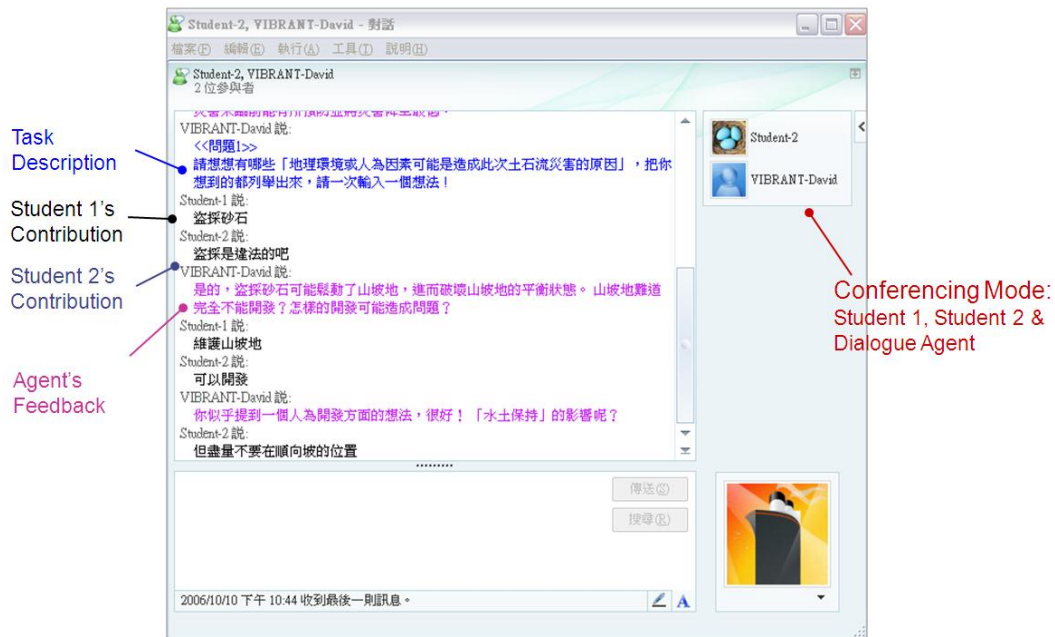 Student-2, VIBRANT-David - 對話
檔案(F) 編輯(E) 執行(A) 工具(T) 說明(H)
Student-2, VIBRANT-David
2 位參與者
VIBRANT-David 說:
<<問題1>>
請想想有哪些「地理環境或人為因素可能是造成此次土石流災害的原因」，把你
想到的都列舉出來，請一次輸入一個想法！
Student-1 說:
盜採砂石
Student-2 說:
盜採是違法的吧
VIBRANT-David 說:
是的，盜採砂石可能鬆動了山坡地，進而破壞山坡地的平衡狀態。 山坡地難道
完全不能開發？怎樣的開發可能造成問題？
Student-1 說:
維護山坡地
Student-2 說:
可以開發
VIBRANT-David 說:
你似乎提到一個人為開發方面的想法，很好！「水土保持」的影響呢？
Student-2 說:
但盡量不要在順向坡的位置
傳送(S)
搜尋(R)
2006/10/10 下午 10:44 收到最後一則訊息。
A
Student-2
VIBRANT-David
Task
Description
Student 1's
Contribution
Student 2's
Contribution
Agent's
Feedback
Conferencing Mode:
Student 1, Student 2 &
Dialogue Agent